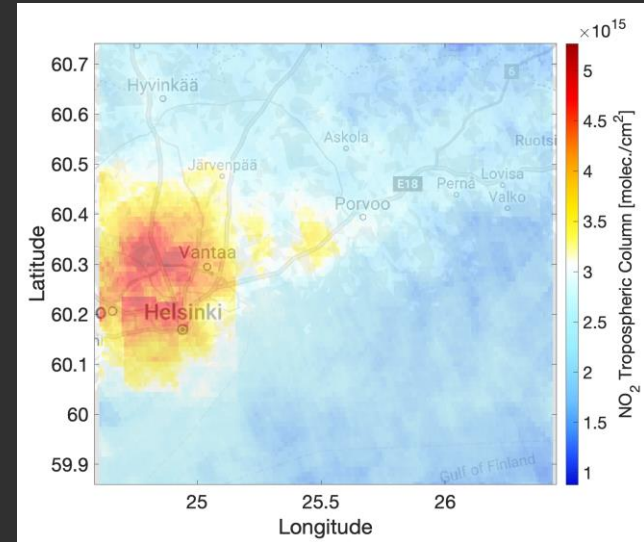 ×10¹⁵
60.7
60.6
60.5
60.4
60.3
60.2
60.1
60
59.9
Latitude
25
25.5
26
Longitude
5
4.5
4
3.5
3
2.5
2
1.5
1
NO₂ Tropospheric Column [molec./cm²]
Hyvinkää
6
Askola
Ruotsi
Järvenpää
E18
Pernå
Lovisa
Valko
Porvoo
Vantaa
Helsinki
Gulf of Finland